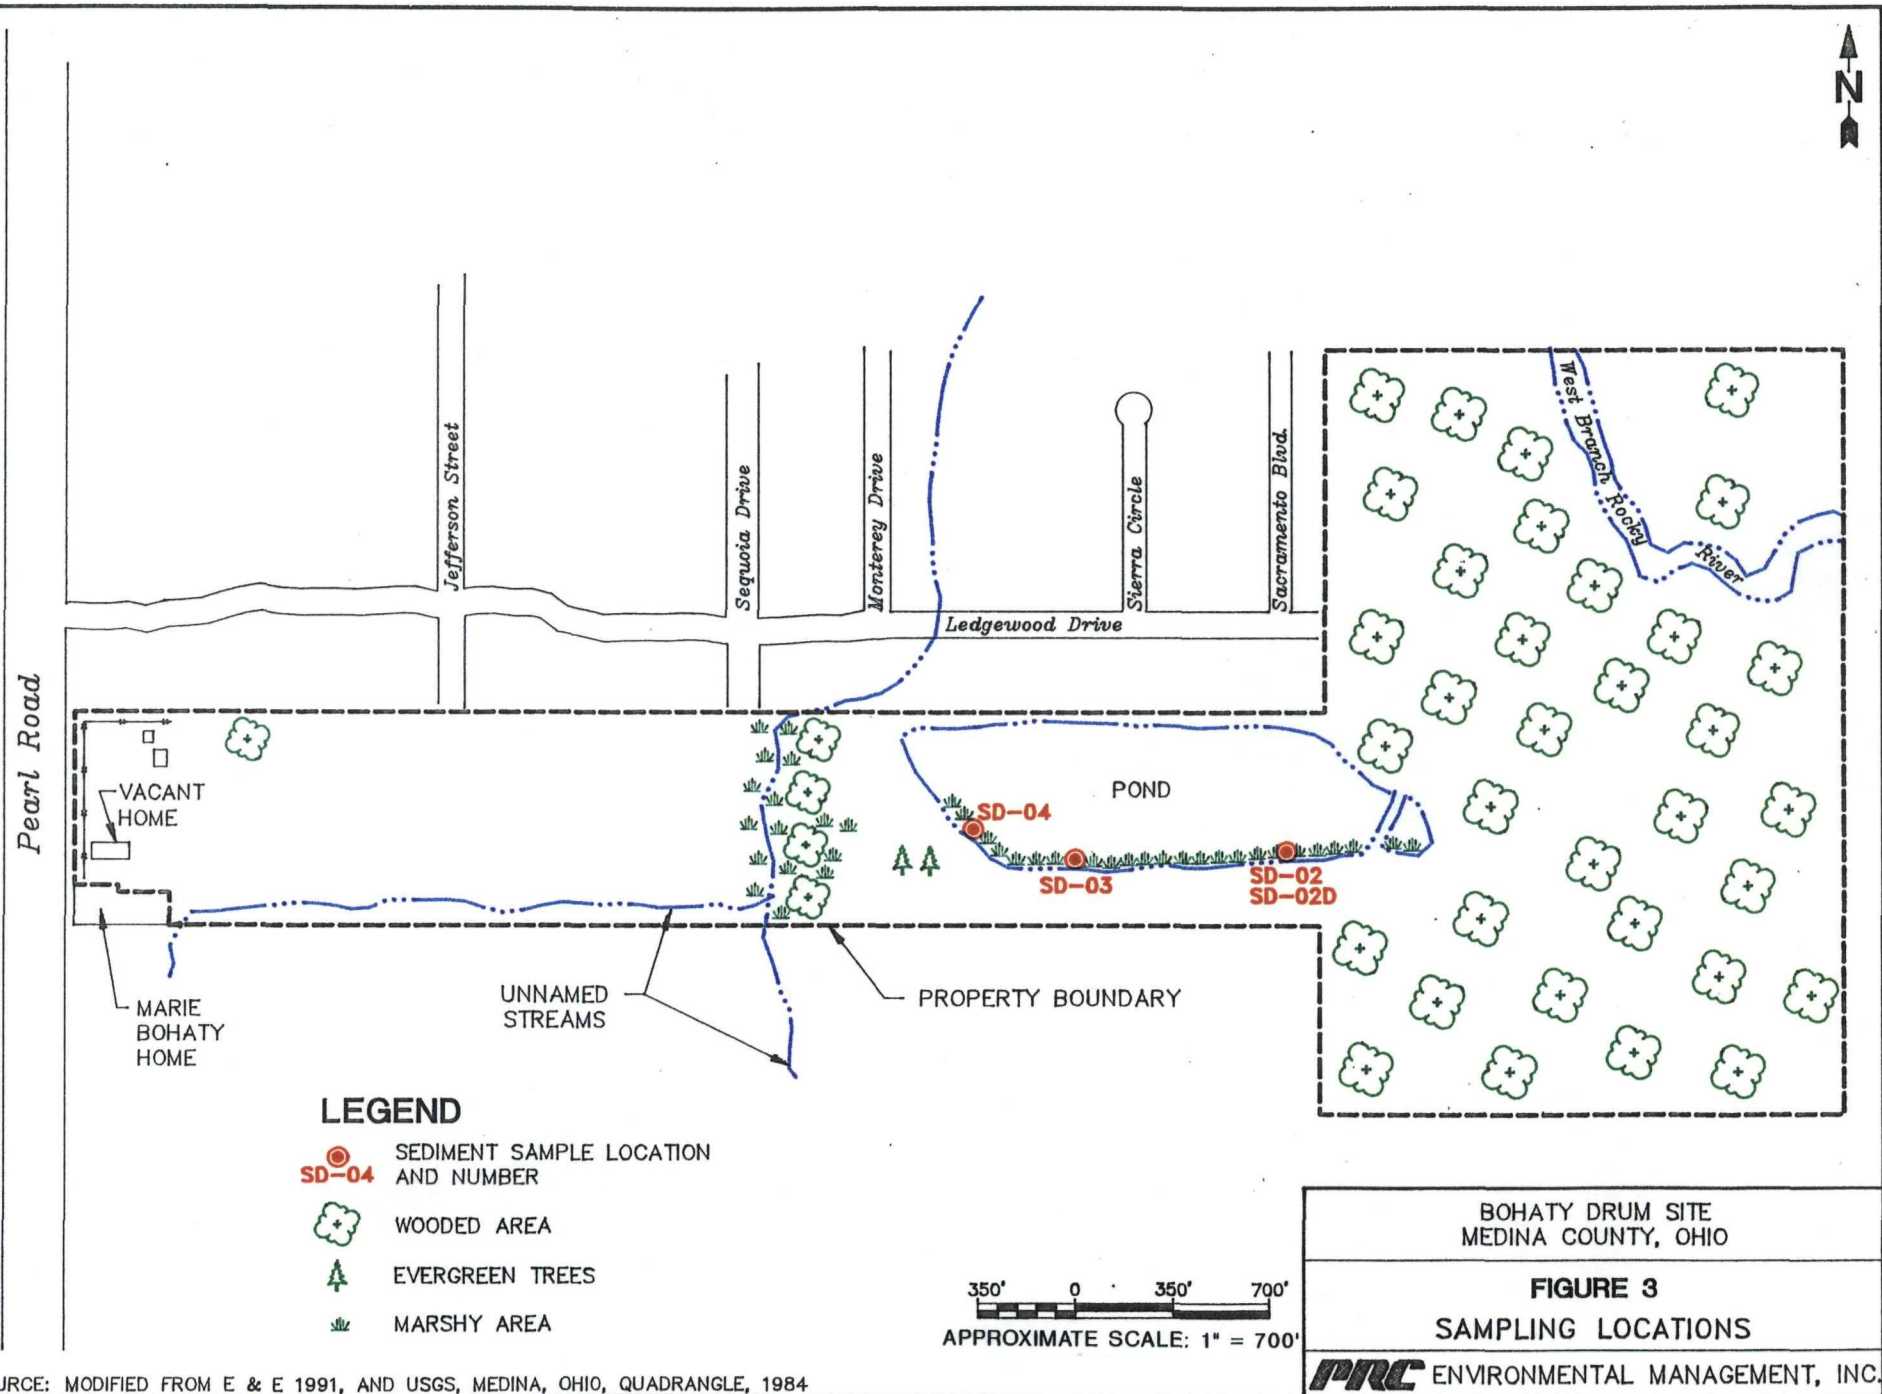 N
West Branch Rocky River
Jefferson Street
Sequoia Drive
Monterey Drive
Sierra Circle
Sacramento Blvd.
Ledgewood Drive
Pearl Road
VACANT
HOME
POND
SD-04
SD-03
SD-02
SD-02D
MARIE
BOHATY
HOME
UNNAMED
STREAMS
PROPERTY BOUNDARY
LEGEND
SD-04
SEDIMENT SAMPLE LOCATION
AND NUMBER
WOODED AREA
EVERGREEN TREES
MARSHY AREA
350' 0 350' 700'
APPROXIMATE SCALE: 1" = 700'
BOHATY DRUM SITE
MEDINA COUNTY, OHIO
FIGURE 3
SAMPLING LOCATIONS
PRC ENVIRONMENTAL MANAGEMENT, INC.
URCE: MODIFIED FROM E & E 1991, AND USGS, MEDINA, OHIO, QUADRANGLE, 1984